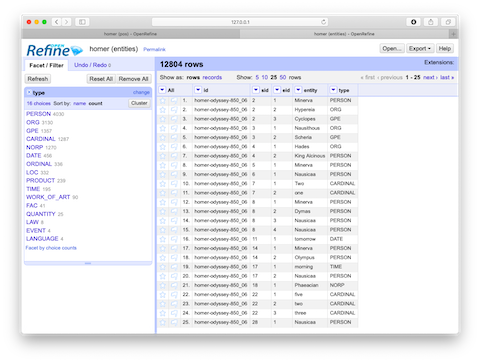 127.0.0.1
homer (pos) - OpenRefine
homer (entities) - OpenRefine
OPEN
Refine homer (entities) Permalink
Open... Export Help
Facet / Filter Undo / Redo 0
Refresh Reset All Remove All
type change
16 choices Sort by: name count Cluster
PERSON 4030
ORG 3130
GPE 1357
CARDINAL 1267
NORP 1270
DATE 456
ORDINAL 396
LOC 332
PRODUCT 239
TIME 195
WORK_OF_ART 90
FAC 41
QUANTITY 25
LAW 8
EVENT 4
LANGUAGE 4
Facet by choice counts
12804 rows
Extensions:
Show as: rows records Show: 5 10 25 50 rows
« first ‹ previous 1 - 25 next › last »
All id sid eid entity type
1. homer-odyssey-850_06 2 1 Minerva PERSON
2. homer-odyssey-850_06 2 2 Hypereia ORG
3. homer-odyssey-850_06 2 3 Cyclopes GPE
4. homer-odyssey-850_06 3 1 Nausithous ORG
5. homer-odyssey-850_06 3 2 Scheria GPE
6. homer-odyssey-850_06 4 1 Hades ORG
7. homer-odyssey-850_06 4 2 King Alcinous PERSON
8. homer-odyssey-850_06 5 1 Minerva PERSON
9. homer-odyssey-850_06 6 1 Nausicaa PERSON
10. homer-odyssey-850_06 7 1 Two CARDINAL
11. homer-odyssey-850_06 7 2 one CARDINAL
12. homer-odyssey-850_06 8 1 Minerva PERSON
13. homer-odyssey-850_06 8 2 Dymas PERSON
14. homer-odyssey-850_06 8 3 Nausicaa PERSON
15. homer-odyssey-850_06 8 4 Nausicaa PERSON
16. homer-odyssey-850_06 11 1 tomorrow DATE
17. homer-odyssey-850_06 14 1 Minerva PERSON
18. homer-odyssey-850_06 14 2 Olympus PERSON
19. homer-odyssey-850_06 17 1 morning TIME
20. homer-odyssey-850_06 17 2 Nausicaa PERSON
21. homer-odyssey-850_06 18 1 Phaeacian NORP
22. homer-odyssey-850_06 22 1 five CARDINAL
23. homer-odyssey-850_06 22 2 two CARDINAL
24. homer-odyssey-850_06 22 3 three CARDINAL
25. homer-odyssey-850_06 28 1 Nausicaa PERSON